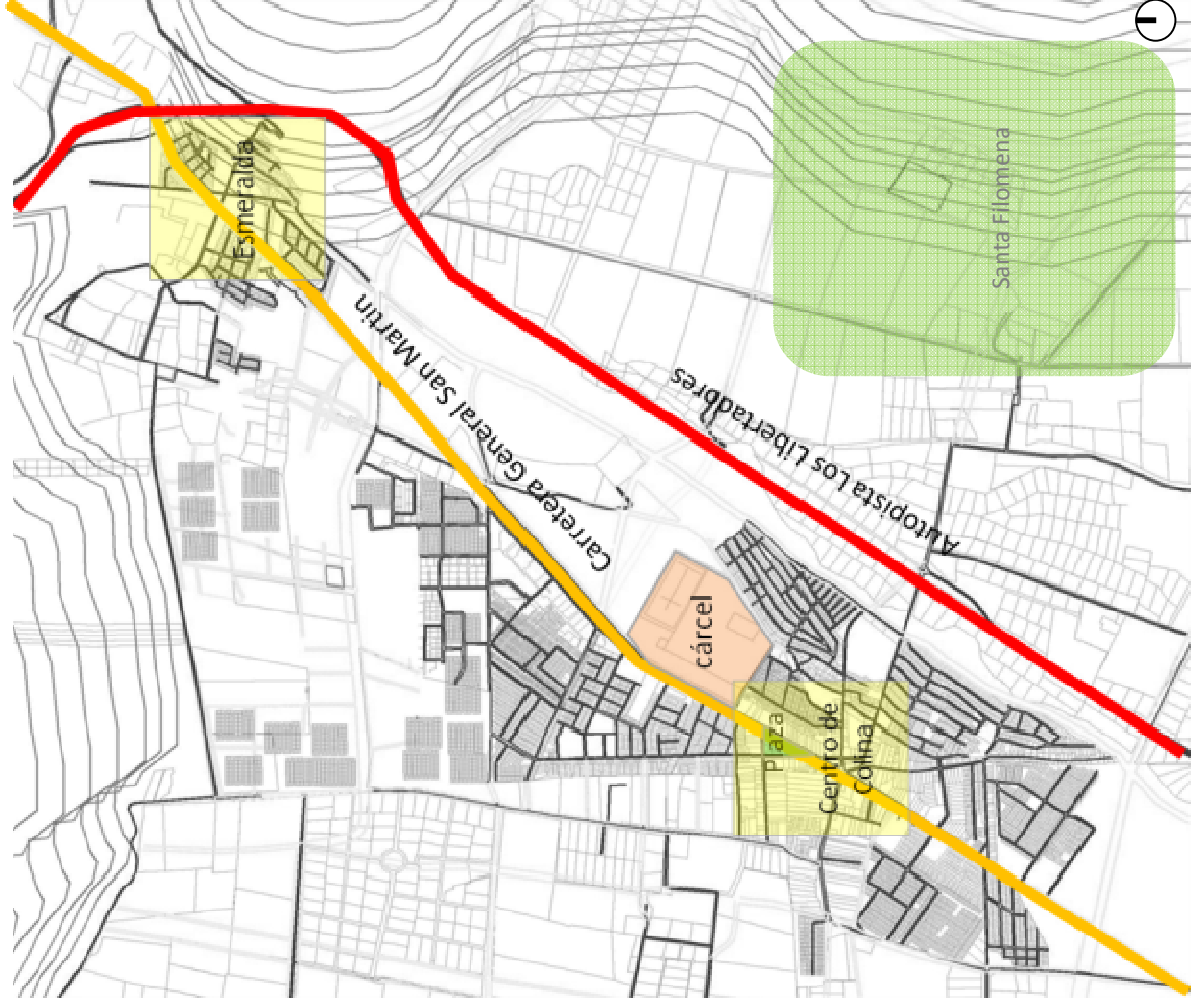 Esmeralda
Carretera General San Martín
Autopista Los Libertadores
Santa Filomena
cárcel
Plaza
Centro de
Colina